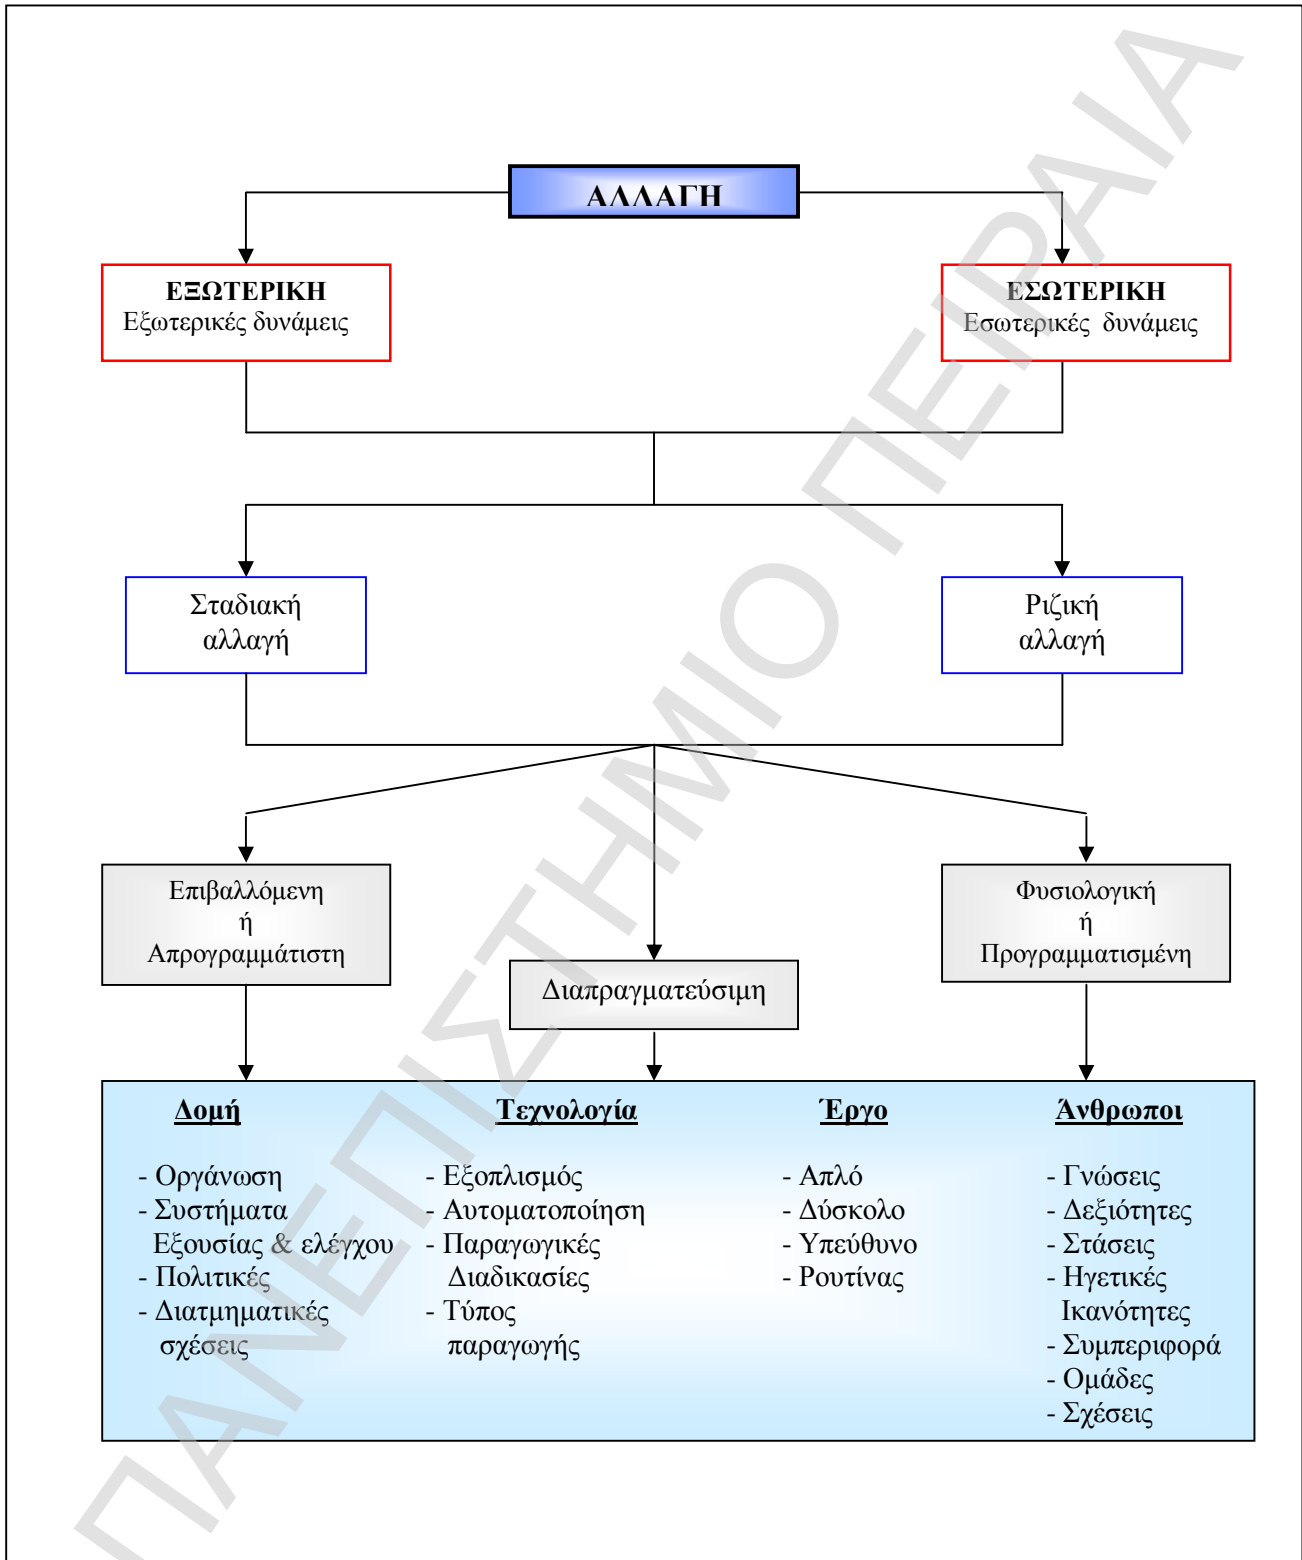 ΑΛΛΑΓΗ
ΕΞΩΤΕΡΙΚΗ
Εξωτερικές δυνάμεις
ΕΣΩΤΕΡΙΚΗ
Εσωτερικές δυνάμεις
Σταδιακή
αλλαγή
Ριζική
αλλαγή
Επιβαλλόμενη
ή
Απρογραμμάτιστη
Διαπραγματεύσιμη
Φυσιολογική
ή
Προγραμματισμένη
Δομή
- Οργάνωση
- Συστήματα
Εξουσίας & ελέγχου
- Πολιτικές
- Διατμηματικές
σχέσεις
Τεχνολογία
- Εξοπλισμός
- Αυτοματοποίηση
- Παραγωγικές
Διαδικασίες
- Τύπος
παραγωγής
Έργο
- Απλό
- Δύσκολο
- Υπεύθυνο
- Ρουτίνας
Άνθρωποι
- Γνώσεις
- Δεξιότητες
- Στάσεις
- Ηγετικές
Ικανότητες
- Συμπεριφορά
- Ομάδες
- Σχέσεις
ΠΑΝΕΠΙΣΤΗΜΙΟ ΠΕΙΡΑΙΑ